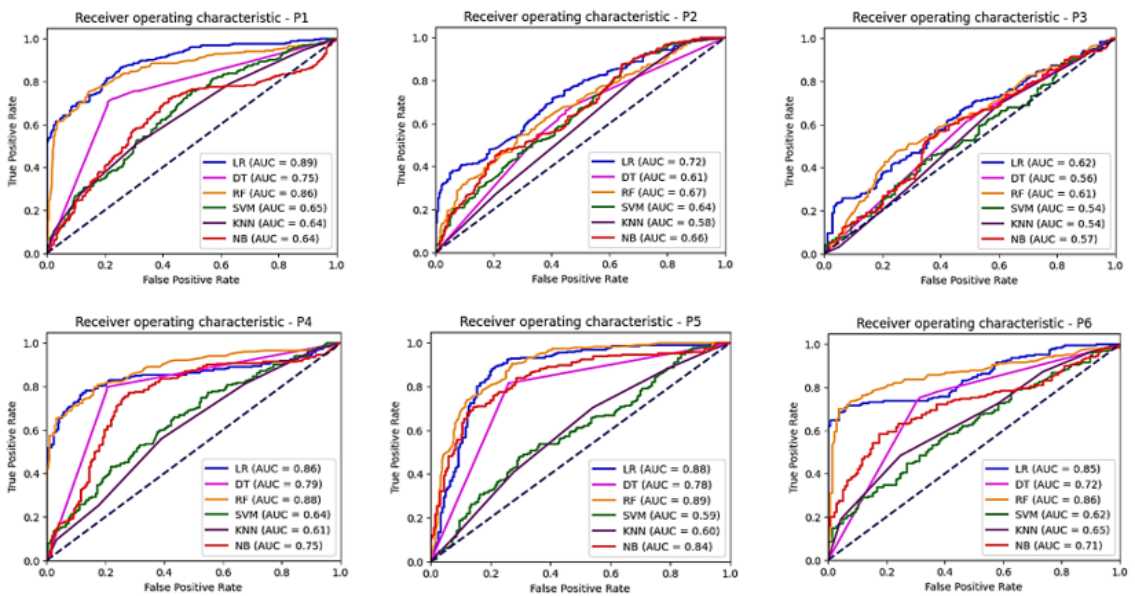 Receiver operating characteristic - P1
1.0
0.8
0.6
0.4
0.2
0.0
True Positive Rate
LR (AUC = 0.89)
DT (AUC = 0.75)
RF (AUC = 0.86)
SVM (AUC = 0.65)
KNN (AUC = 0.64)
NB (AUC = 0.64)
0.0 0.2 0.4 0.6 0.8 1.0
False Positive Rate
Receiver operating characteristic - P2
1.0
0.8
0.6
0.4
0.2
0.0
True Positive Rate
LR (AUC = 0.72)
DT (AUC = 0.61)
RF (AUC = 0.67)
SVM (AUC = 0.64)
KNN (AUC = 0.58)
NB (AUC = 0.66)
0.0 0.2 0.4 0.6 0.8 1.0
False Positive Rate
Receiver operating characteristic - P3
1.0
0.8
0.6
0.4
0.2
0.0
True Positive Rate
LR (AUC = 0.62)
DT (AUC = 0.56)
RF (AUC = 0.61)
SVM (AUC = 0.54)
KNN (AUC = 0.54)
NB (AUC = 0.57)
0.0 0.2 0.4 0.6 0.8 1.0
False Positive Rate
Receiver operating characteristic - P4
1.0
0.8
0.6
0.4
0.2
0.0
True Positive Rate
LR (AUC = 0.86)
DT (AUC = 0.79)
RF (AUC = 0.88)
SVM (AUC = 0.64)
KNN (AUC = 0.61)
NB (AUC = 0.75)
0.0 0.2 0.4 0.6 0.8 1.0
False Positive Rate
Receiver operating characteristic - P5
1.0
0.8
0.6
0.4
0.2
0.0
True Positive Rate
LR (AUC = 0.88)
DT (AUC = 0.78)
RF (AUC = 0.89)
SVM (AUC = 0.59)
KNN (AUC = 0.60)
NB (AUC = 0.84)
0.0 0.2 0.4 0.6 0.8 1.0
False Positive Rate
Receiver operating characteristic - P6
1.0
0.8
0.6
0.4
0.2
0.0
True Positive Rate
LR (AUC = 0.85)
DT (AUC = 0.72)
RF (AUC = 0.86)
SVM (AUC = 0.62)
KNN (AUC = 0.65)
NB (AUC = 0.71)
0.0 0.2 0.4 0.6 0.8 1.0
False Positive Rate